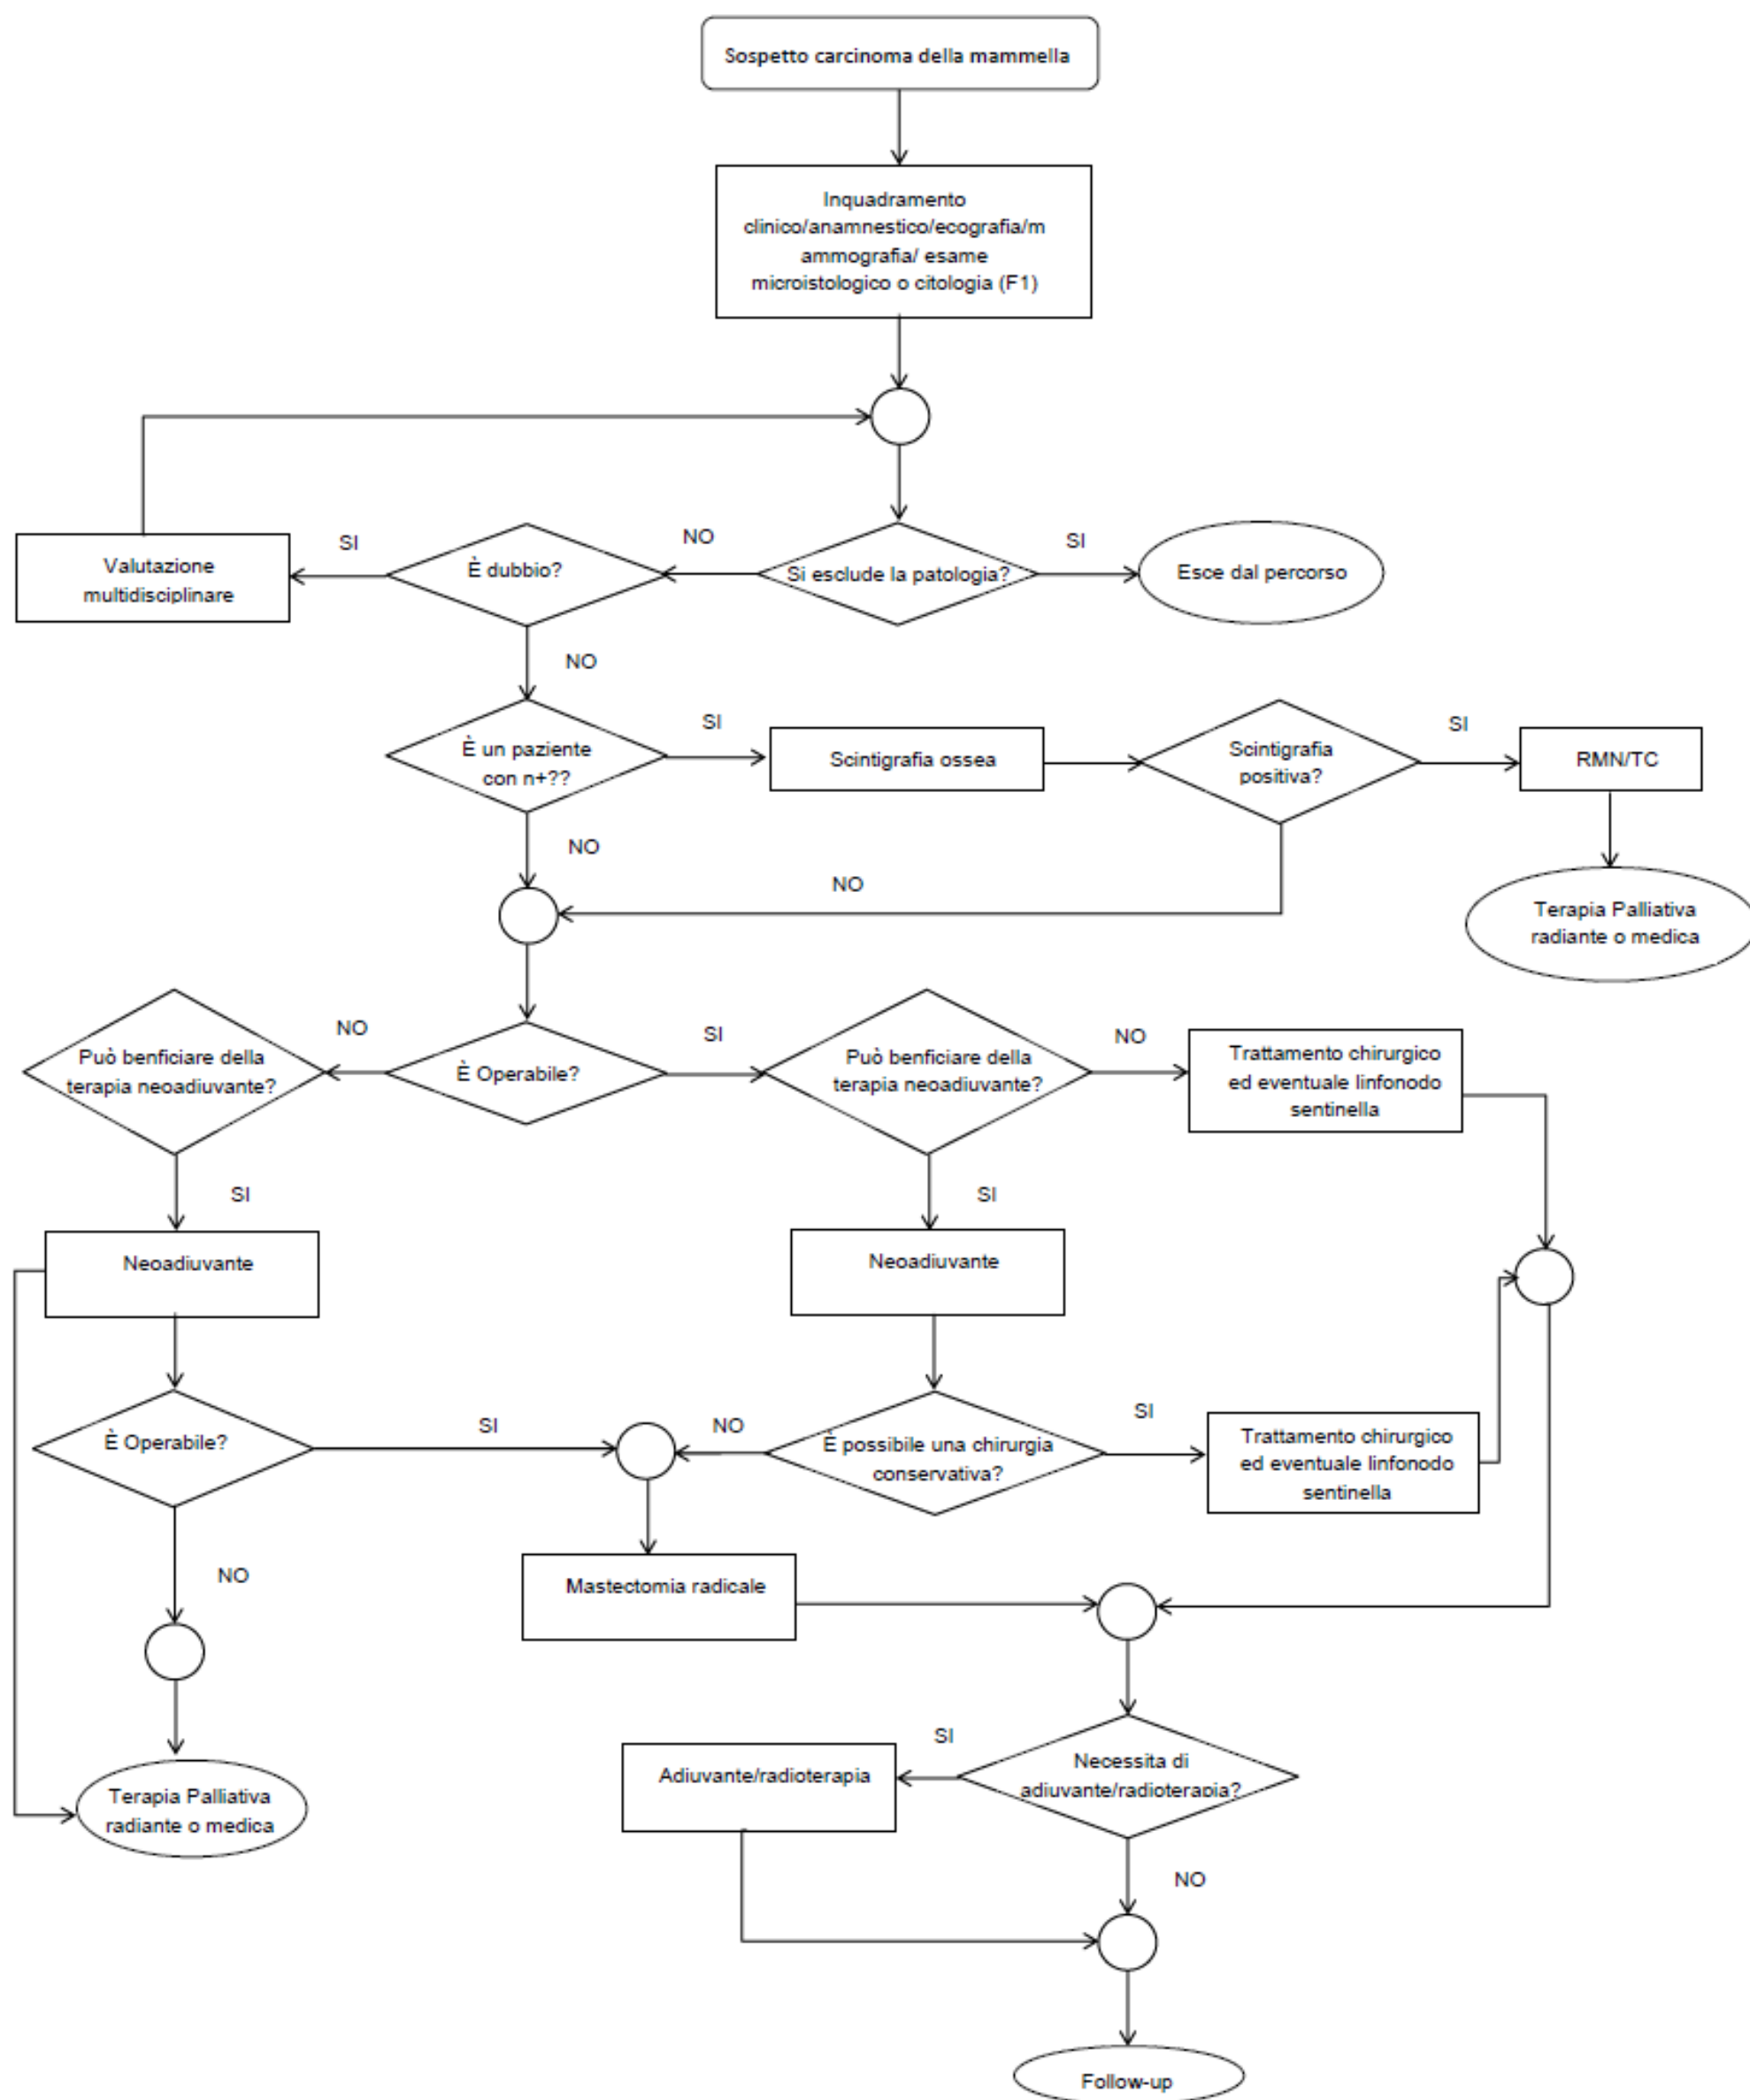 Sospetto carcinoma della mammella
Inquadramento
clinico/anamnestico/ecografia/m
ammografia/ esame
microistologico o citologia (F1)
Valutazione
multidisciplinare
SI
È dubbio?
NO
Si esclude la patologia?
SI
Esce dal percorso
NO
È un paziente
con n+??
SI
Scintigrafia ossea
Scintigrafia
positiva?
SI
RMN/TC
NO
NO
Terapia Palliativa
radiante o medica
Può benficiare della
terapia neoadiuvante?
NO
È Operabile?
SI
Può benficiare della
terapia neoadiuvante?
NO
Trattamento chirurgico
ed eventuale linfonodo
sentinella
SI
SI
Neoadiuvante
Neoadiuvante
È Operabile?
SI
NO
È possibile una chirurgia
conservativa?
SI
Trattamento chirurgico
ed eventuale linfonodo
sentinella
NO
Mastectomia radicale
Terapia Palliativa
radiante o medica
Adiuvante/radioterapia
SI
Necessita di
adiuvante/radioterapia?
NO
Follow-up